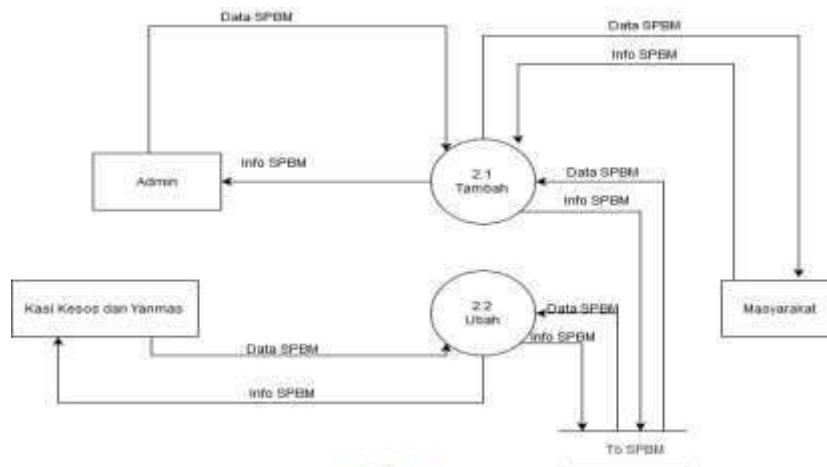 Data SPBM
Data SPBM
Info SPBM
Info SPBM
Admin
2.1
Tambah
Data SPBM
Info SPBM
Kasi Kesos dan Yanmas
2.2
Ubah
Data SPBM
Info SPBM
Masyarakat
Data SPBM
Info SPBM
Tb SPBM